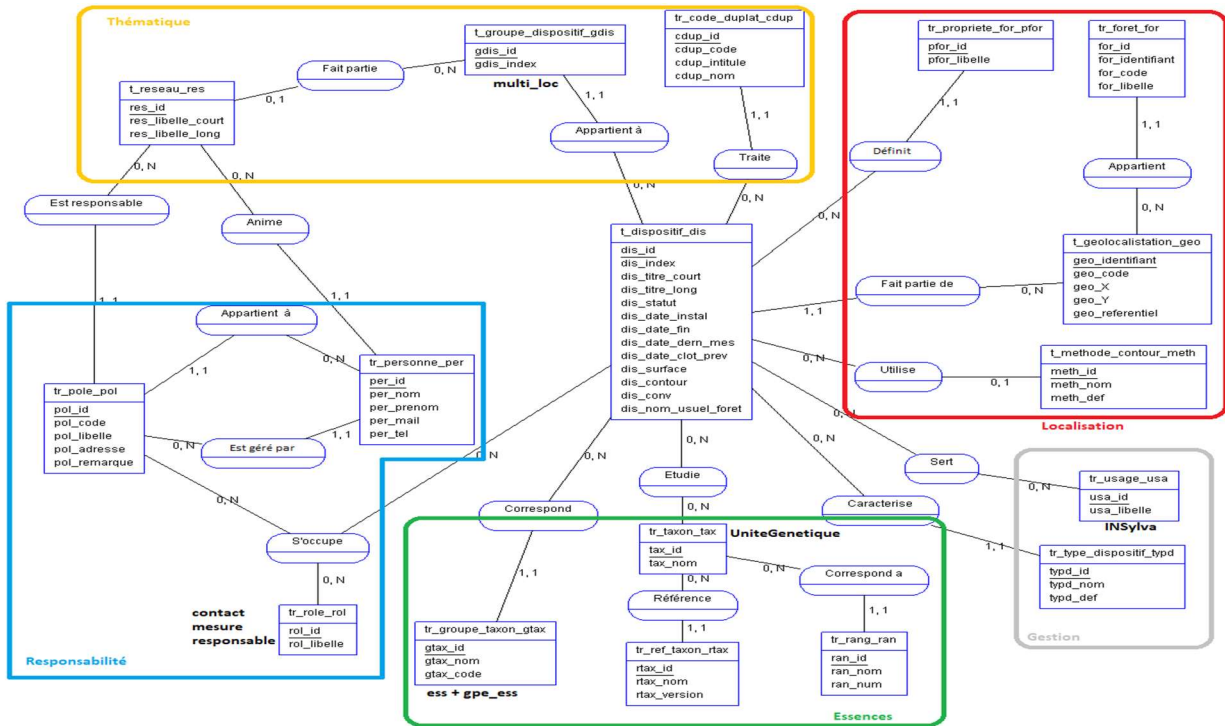 Thématique
t_groupe_dispositif_gdis
gdis_id
gdis_index
multi_loc
tr_code_duplat_cdup
cdup_id
cdup_code
cdup_intitule
cdup_nom
Fait partie
0, 1
0, N
t_reseau_res
res_id
res_libelle_court
res_libelle_long
1, 1
Appartient à
0, N
1, 1
Traite
0, N
tr_propriete_for_pfor
pfor_id
pfor_libelle
tr_foret_for
for_id
for_identifiant
for_code
for_libelle
1, 1
Définit
0, N
1, 1
Appartient
0, N
t_geolocalistation_geo
geo_identifiant
geo_code
geo_X
geo_Y
geo_referentiel
Fait partie de
1, 1
0, N
t_methode_contour_meth
meth_id
meth_nom
meth_def
Utilise
0, N
0, 1
Localisation
0, N
Est responsable
1, 1
0, N
Anime
1, 1
t_dispositif_dis
dis_id
dis_index
dis_titre_court
dis_titre_long
dis_statut
dis_date_instal
dis_date_fin
dis_date_dern_mes
dis_date_clot_prev
dis_surface
dis_contour
dis_conv
dis_nom_usuel_foret
Appartient à
1, 1
0, N
tr_personne_per
per_id
per_nom
per_prenom
per_mail
per_tel
tr_pole_pol
pol_id
pol_code
pol_libelle
pol_adresse
pol_remarque
Est géré par
0, N
1, 1
0, N
0, N
S'occupe
0, N
contact
mesure
responsable
tr_role_rol
rol_id
rol_libelle
Responsabilité
0, N
Correspond
1, 1
tr_groupe_taxon_gtax
gtax_id
gtax_nom
gtax_code
ess + gpe_ess
0, N
Etudie
0, N
tr_taxon_tax
tax_id
tax_nom
UniteGenetique
0, N
Référence
1, 1
tr_ref_taxon_rtax
rtax_id
rtax_nom
rtax_version
0, N
Correspond a
1, 1
tr_rang_ran
ran_id
ran_nom
ran_num
Essences
0, N
Caracterise
1, 1
0, N
Sert
0, N
tr_usage_usa
usa_id
usa_libelle
INSylva
tr_type_dispositif_typd
typd_id
typd_nom
typd_def
Gestion